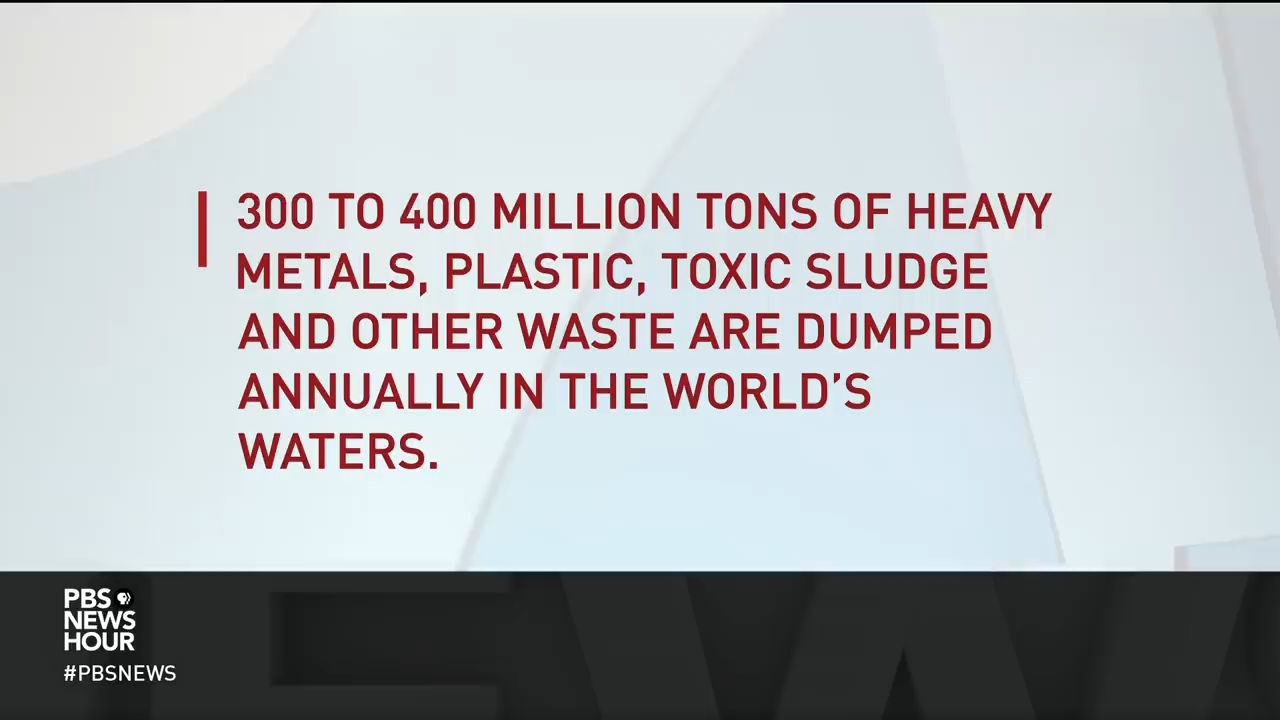 300 TO 400 MILLION TONS OF HEAVY
METALS, PLASTIC, TOXIC SLUDGE
AND OTHER WASTE ARE DUMPED
ANNUALLY IN THE WORLD'S
WATERS.
PBS
NEWS
HOUR
#PBSNEWS